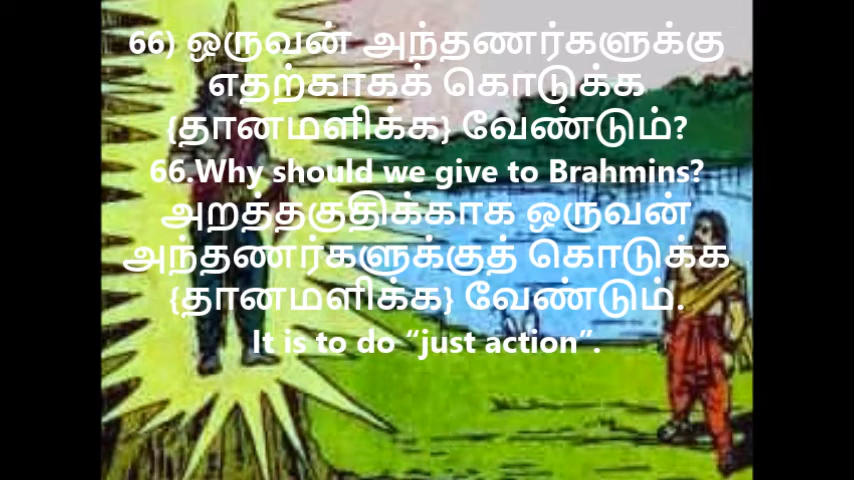 66) ஒருவன் அந்தணர்களுக்கு
எதற்காகக் கொடுக்க
{தானமளிக்க} வேண்டும்?
66.Why should we give to Brahmins?
அறத்தகுதிக்காக ஒருவன்
அந்தணர்களுக்குத் கொடுக்க
{தானமளிக்க} வேண்டும்.
It is to do “just action”.